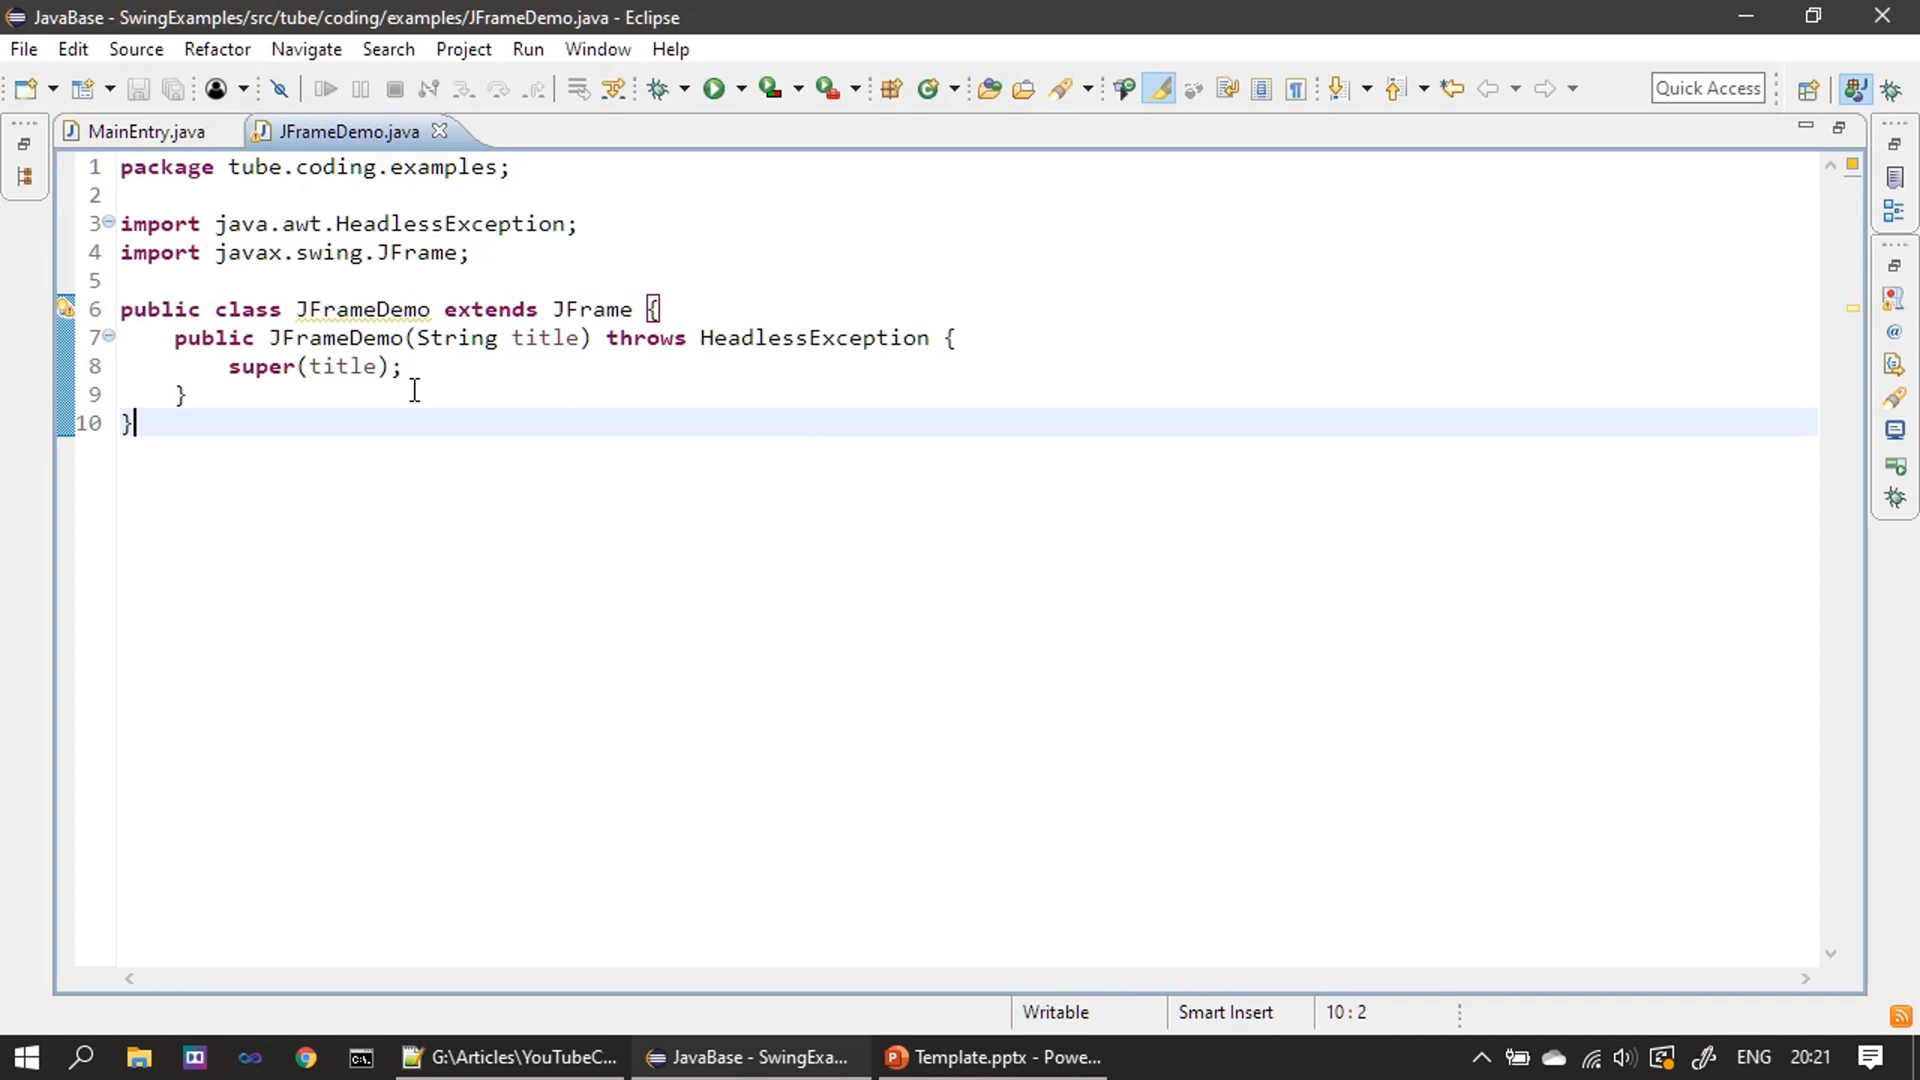 JavaBase - SwingExamples/src/tube/coding/examples/JFrameDemo.java - Eclipse
File Edit Source Refactor Navigate Search Project Run Window Help
Quick Access
MainEntry.java JFrameDemo.java
1 package tube.coding.examples;
2
3 import java.awt.HeadlessException;
4 import javax.swing.JFrame;
5
6 public class JFrameDemo extends JFrame {
7 public JFrameDemo(String title) throws HeadlessException {
8 super(title);
9 }
10 }
Writable Smart Insert 10 : 2
G:\Articles\YouTubeC... JavaBase - SwingExa... Template.pptx - Powe... ENG 20:21